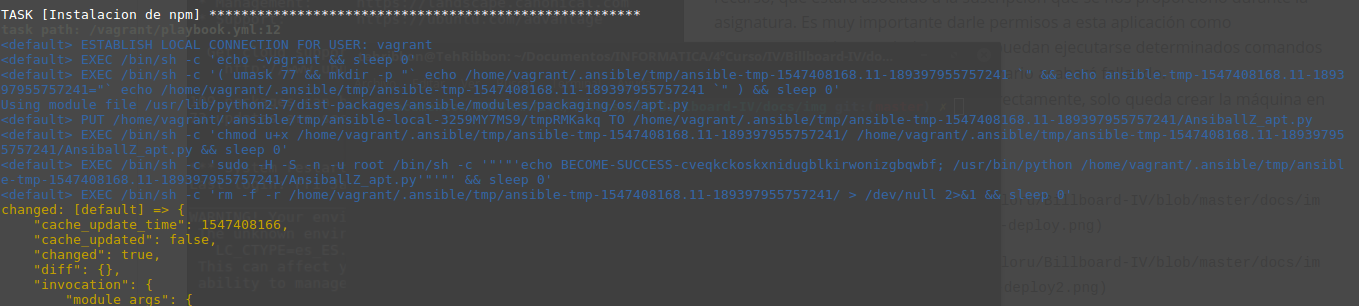 TASK [Instalacion de npm] ******************************************************
task path: /vagrant/playbook.yml:12
<default> ESTABLISH LOCAL CONNECTION FOR USER: vagrant
<default> EXEC /bin/sh -c 'echo ~vagrant && sleep 0'
<default> EXEC /bin/sh -c '( umask 77 && mkdir -p "` echo /home/vagrant/.ansible/tmp/ansible-tmp-1547408168.11-189397955757241 `" && echo ansible-tmp-1547408168.11-1893
97955757241="` echo /home/vagrant/.ansible/tmp/ansible-tmp-1547408168.11-189397955757241 `" ) && sleep 0'
Using module file /usr/lib/python2.7/dist-packages/ansible/modules/packaging/os/apt.py
<default> PUT /home/vagrant/.ansible/tmp/ansible-local-3259MY7MS9/tmpRMKakq TO /home/vagrant/.ansible/tmp/ansible-tmp-1547408168.11-189397955757241/AnsiballZ_apt.py
<default> EXEC /bin/sh -c 'chmod u+x /home/vagrant/.ansible/tmp/ansible-tmp-1547408168.11-189397955757241/ /home/vagrant/.ansible/tmp/ansible-tmp-1547408168.11-18939795
5757241/AnsiballZ_apt.py && sleep 0'
<default> EXEC /bin/sh -c 'sudo -H -S -n -u root /bin/sh -c '"'"'echo BECOME-SUCCESS-cveqkckoskxnidugblkirwonizgbqwbf; /usr/bin/python /home/vagrant/.ansible/tmp/ansibl
e-tmp-1547408168.11-189397955757241/AnsiballZ_apt.py'"'"' && sleep 0'
<default> EXEC /bin/sh -c 'rm -f -r /home/vagrant/.ansible/tmp/ansible-tmp-1547408168.11-189397955757241/ > /dev/null 2>&1 && sleep 0'
changed: [default] => {
    "cache_update_time": 1547408166,
    "cache_updated": false,
    "changed": true,
    "diff": {},
    "invocation": {
        "module_args": {